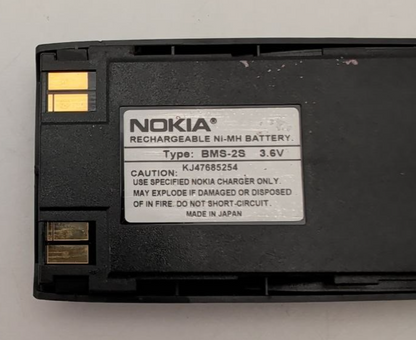 NOKIA®
RECHARGEABLE Ni-MH BATTERY
Type: BMS-2S 3.6V
KJ47685254
CAUTION:
USE SPECIFIED NOKIA CHARGER ONLY
MAY EXPLODE IF DAMAGED OR DISPOSED
OF IN FIRE. DO NOT SHORT-CIRCUIT.
MADE IN JAPAN